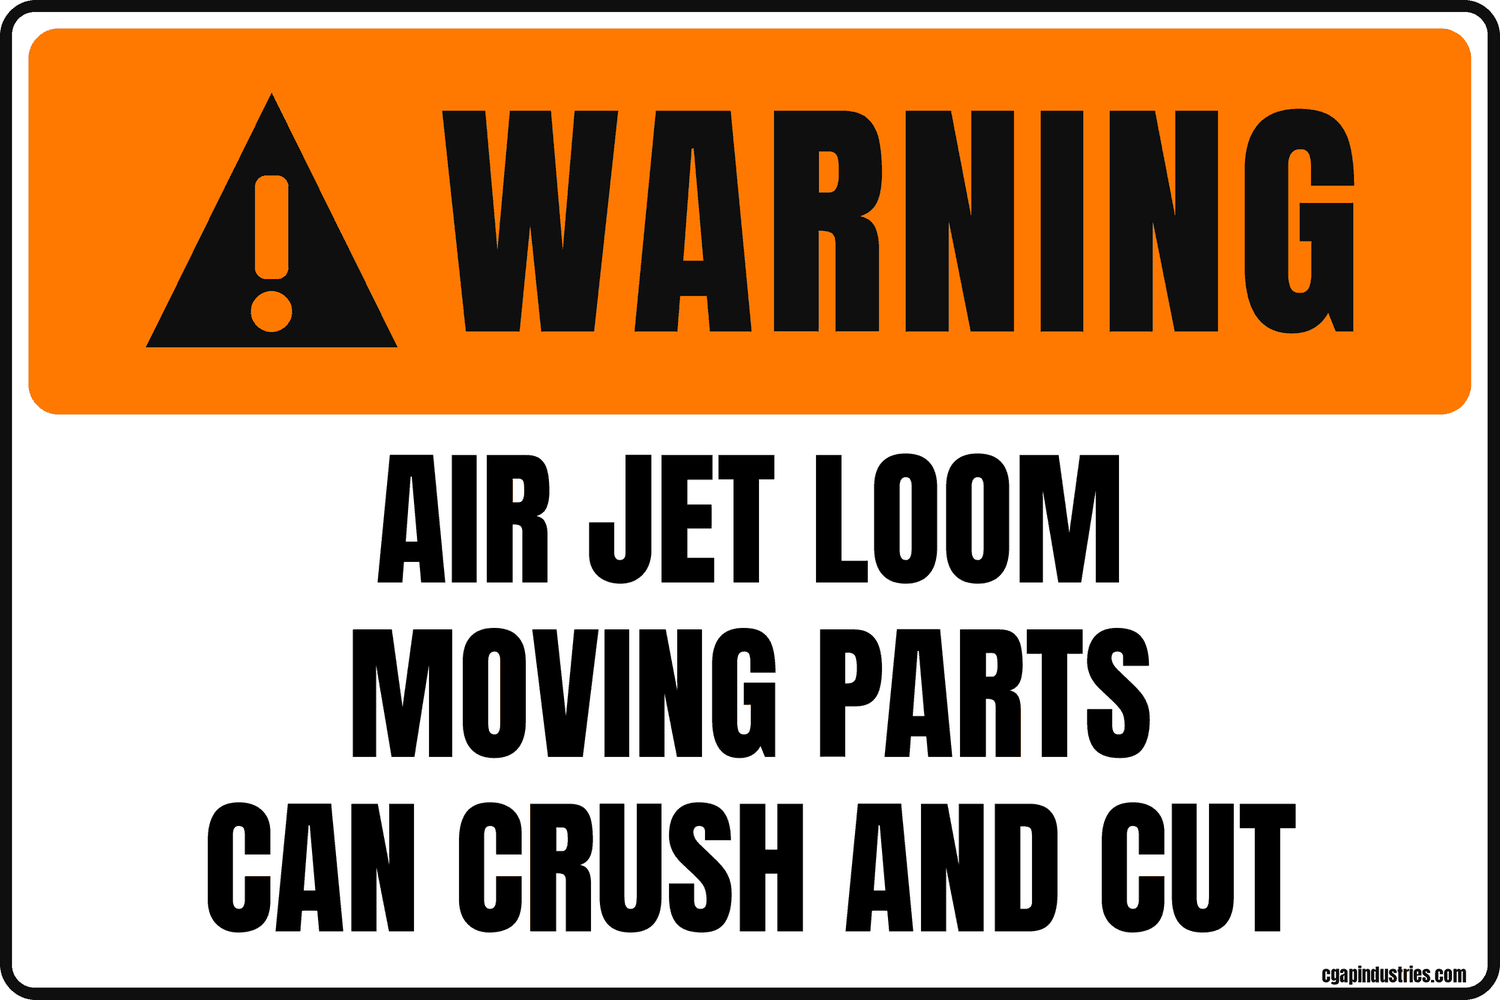 WARNING
AIR JET LOOM
MOVING PARTS
CAN CRUSH AND CUT
cgapindustries.com